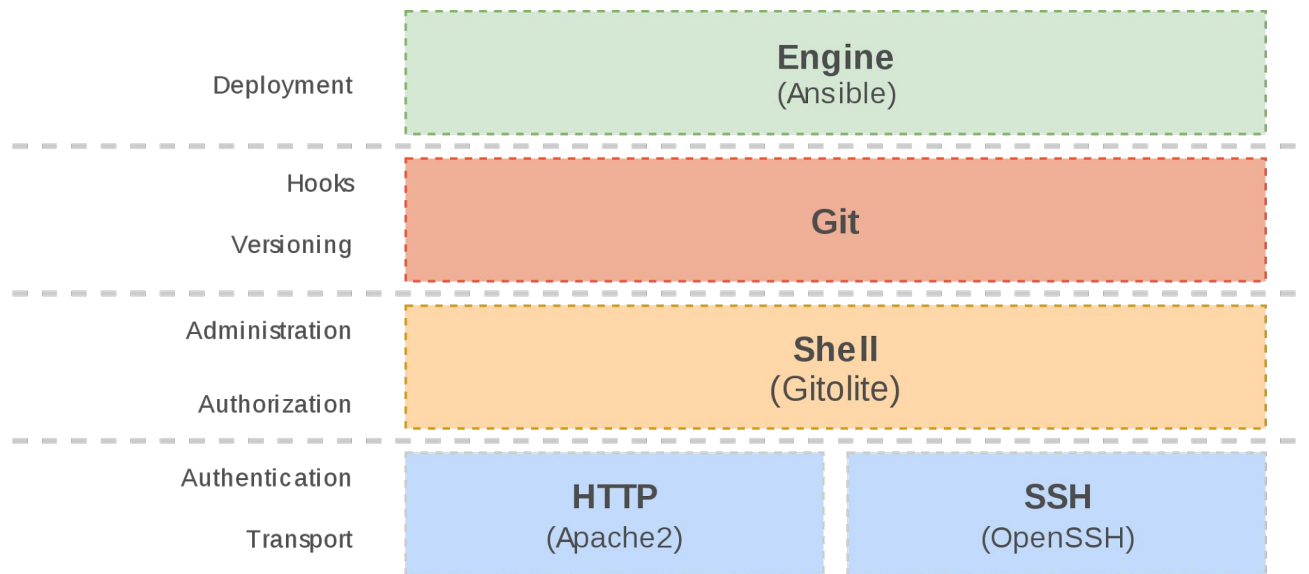 Deployment
Engine
(Ansible)
Hooks
Versioning
Git
Administration
Authorization
Shell
(Gitolite)
Authentication
Transport
HTTP
(Apache2)
SSH
(OpenSSH)